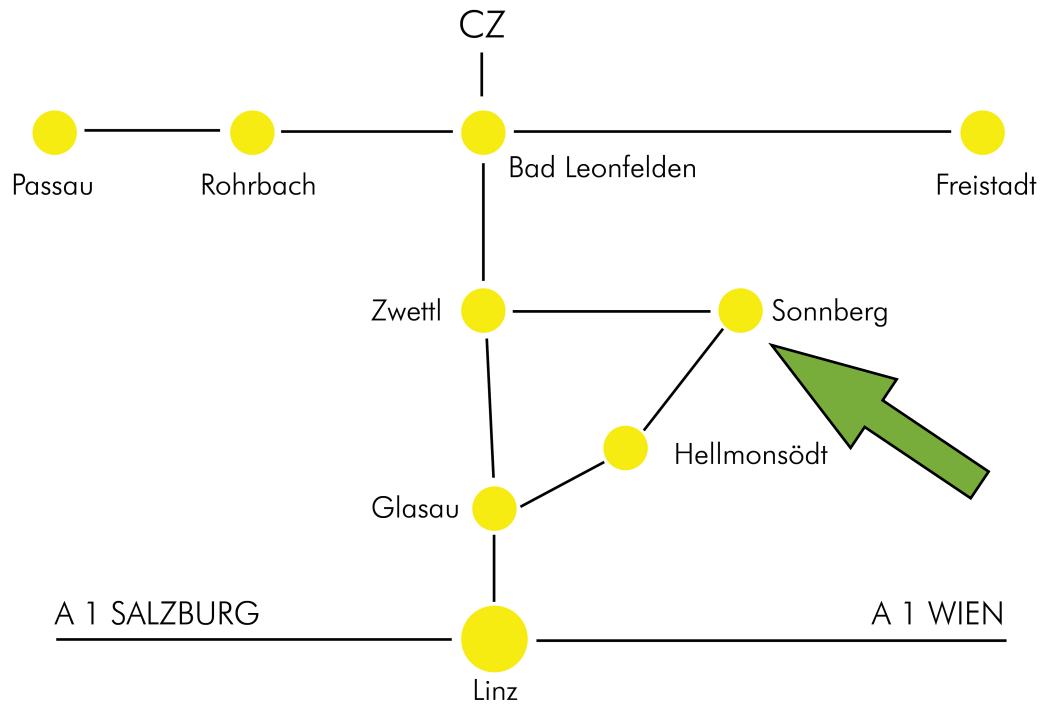 CZ
Passau
Rohrbach
Bad Leonfelden
Freistadt
Zwettl
Sonnberg
Hellmonsödt
Glasau
A 1 SALZBURG
A 1 WIEN
Linz